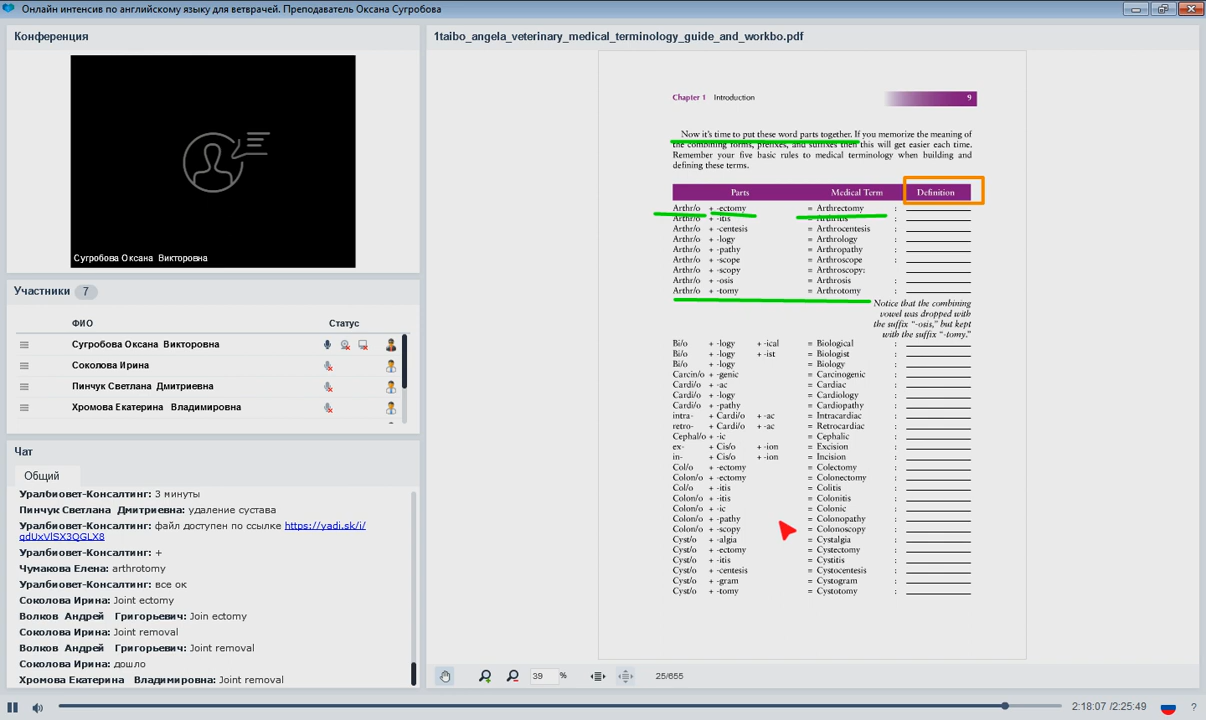 Онлайн интенсив по английскому языку для ветврачей. Преподаватель Оксана Сугробова
Конференция
Сугробова Оксана Викторовна
Участники 7
ФИО Статус
Сугробова Оксана Викторовна
Соколова Ирина
Пинчук Светлана Дмитриевна
Хромова Екатерина Владимировна
Чат
Общий
Уралбиовет-Консалтинг: 3 минуты
Пинчук Светлана Дмитриевна: удаление сустава
Уралбиовет-Консалтинг: файл доступен по ссылке https://yadi.sk/i/
qdUxVlSX3QGLX8
Уралбиовет-Консалтинг: +
Чумакова Елена: arthrotomy
Уралбиовет-Консалтинг: все ок
Соколова Ирина: Joint ectomy
Волков Андрей Григорьевич: Join ectomy
Соколова Ирина: Joint removal
Волков Андрей Григорьевич: Joint removal
Соколова Ирина: дошло
Хромова Екатерина Владимировна: Joint removal
1taibo_angela_veterinary_medical_terminology_guide_and_workbo.pdf
Chapter 1 Introduction 9
Now it's time to put these word parts together. If you memorize the meaning of
the combining forms, prefixes, and suffixes then this will get easier each time.
Remember your five basic rules to medical terminology when building and
defining these terms.
Parts Medical Term Definition
Arthr/o + -ectomy = Arthrectomy :
Arthr/o + -itis = Arthritis :
Arthr/o + -centesis = Arthrocentesis :
Arthr/o + -logy = Arthrology :
Arthr/o + -pathy = Arthropathy :
Arthr/o + -scope = Arthroscope :
Arthr/o + -scopy = Arthroscopy:
Arthr/o + -osis = Arthrosis :
Arthr/o + -tomy = Arthrotomy :
Notice that the combining
vowel was dropped with
the suffix "-osis," but kept
with the suffix "-tomy."
Bi/o + -logy + -ical = Biological :
Bi/o + -logy + -ist = Biologist :
Bi/o + -logy = Biology :
Carcin/o + -genic = Carcinogenic :
Cardi/o + -ac = Cardiac :
Cardi/o + -logy = Cardiology :
Cardi/o + -pathy = Cardiopathy :
intra- + Cardi/o + -ac = Intracardiac :
retro- + Cardi/o + -ac = Retrocardiac :
Cephal/o + -ic = Cephalic :
ex- + Cis/o + -ion = Excision :
in- + Cis/o + -ion = Incision :
Col/o + -ectomy = Colectomy :
Colon/o + -ectomy = Colonectomy :
Col/o + -itis = Colitis :
Colon/o + -itis = Colonitis :
Colon/o + -ic = Colonic :
Colon/o + -pathy = Colonopathy :
Colon/o + -scopy = Colonoscopy :
Cyst/o + -algia = Cystalgia :
Cyst/o + -ectomy = Cystectomy :
Cyst/o + -itis = Cystitis :
Cyst/o + -centesis = Cystocentesis :
Cyst/o + -gram = Cystogram :
Cyst/o + -tomy = Cystotomy :
39 % 25/655
2:18:07 /2:25:49 ?